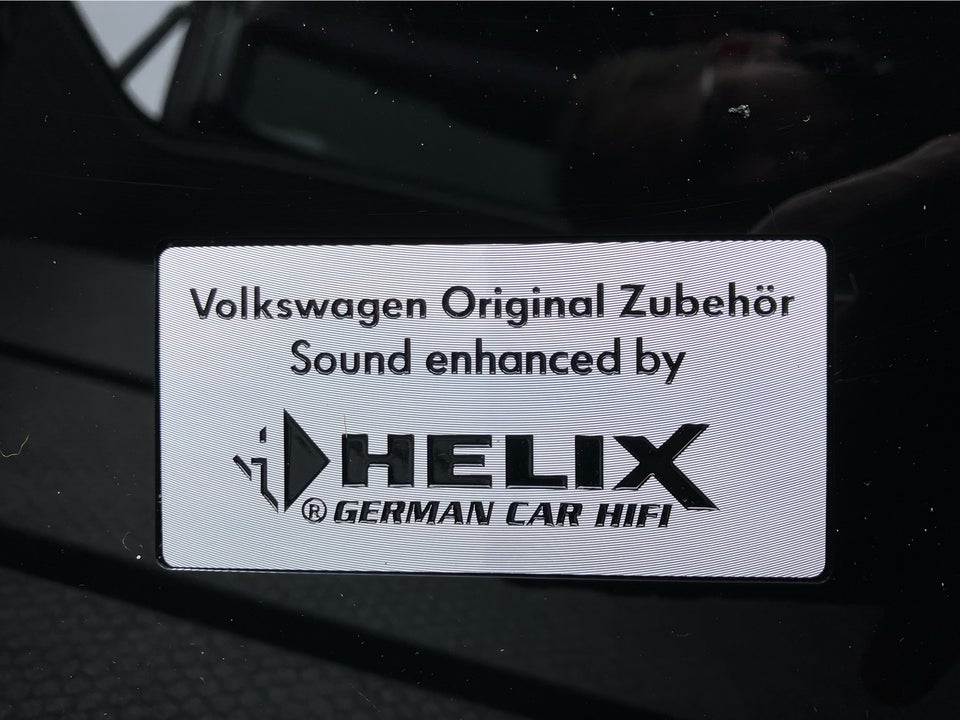 Volkswagen Original Zubehör
Sound enhanced by
HELIX
® GERMAN CAR HIFI